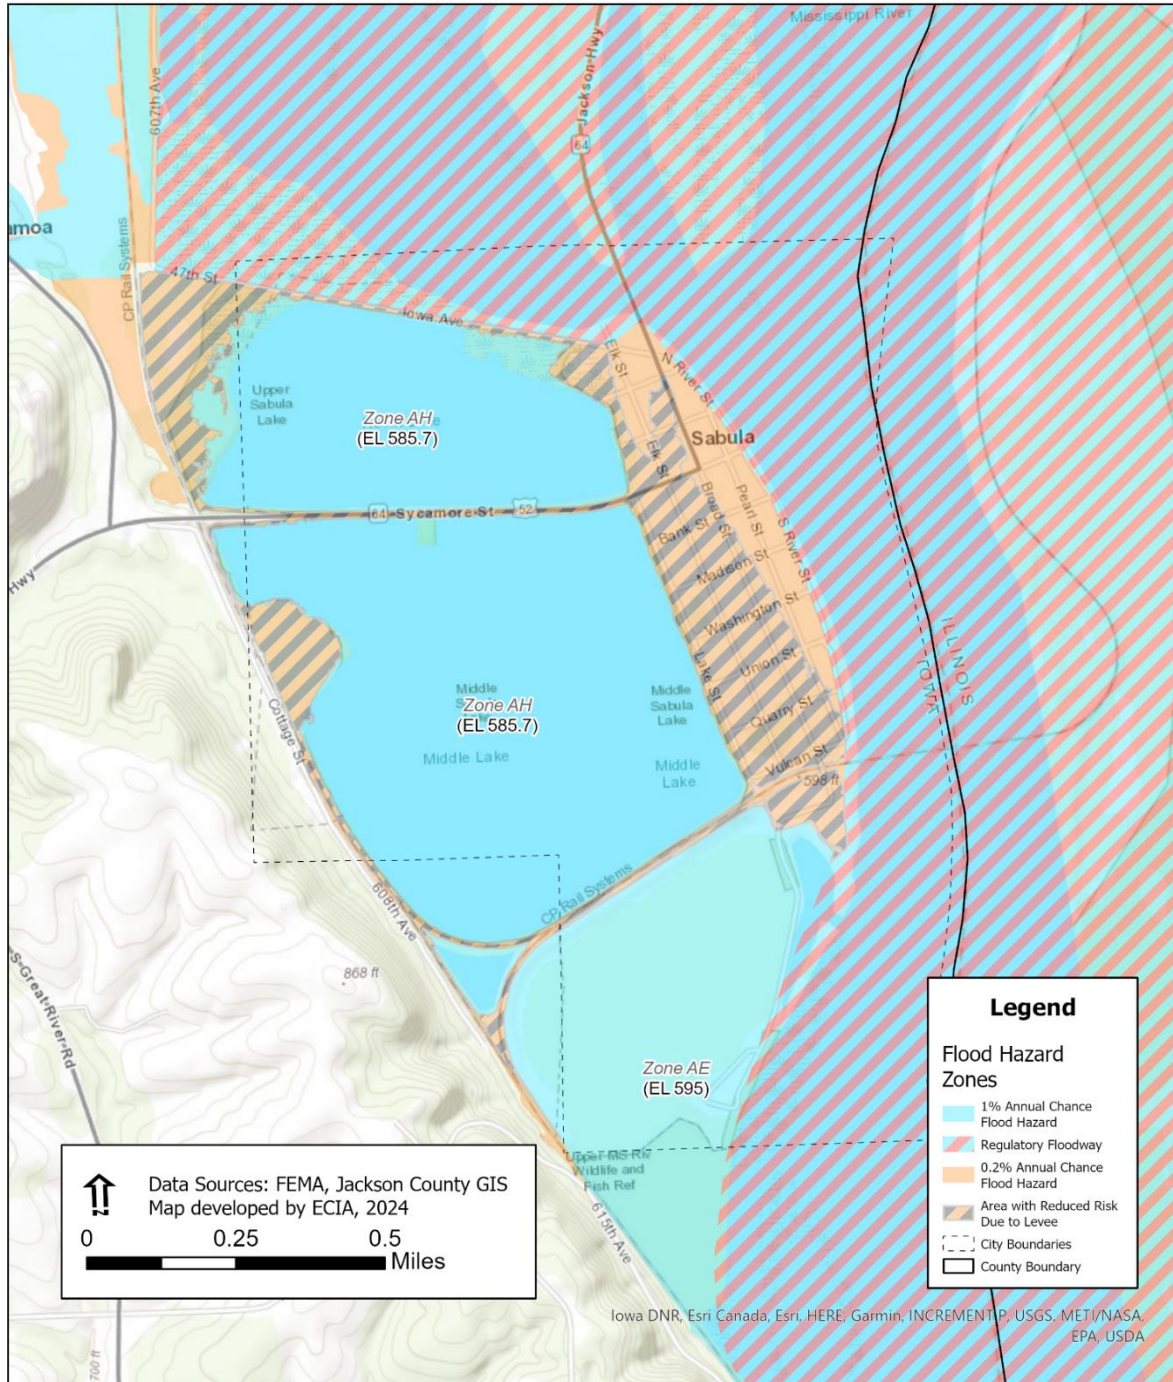 Mississippi River
Jackson Hwy
64
607th Ave
amoa
CP Rail Systems
47th St
Iowa Ave
Elk St
N River St
Upper
Sabula
Lake
Zone AH
(EL 585.7)
Sabula
Elk St
Broad St
Pearl St
S River St
64
Sycamore St
52
Bank St
Madison St
Washington St
Union St
Quarry St
Vulcan St
Lake St
598 ft
Hwy
ILLINOIS
IOWA
Middle
Lake
Zone AH
(EL 585.7)
Middle Lake
Middle
Sabula
Lake
Middle
Lake
Cottage St
CP Rail Systems
608th Ave
868 ft
S Great River Rd
Zone AE
(EL 595)
Upper MS Riv
Wildlife and
Fish Ref
615th Ave
700 ft
Legend
Flood Hazard
Zones
1% Annual Chance
Flood Hazard
Regulatory Floodway
0.2% Annual Chance
Flood Hazard
Area with Reduced Risk
Due to Levee
City Boundaries
County Boundary
N
Data Sources: FEMA, Jackson County GIS
Map developed by ECIA, 2024
0 0.25 0.5
Miles
Iowa DNR, Esri Canada, Esri, HERE, Garmin, INCREMENT P, USGS, METI/NASA,
EPA, USDA